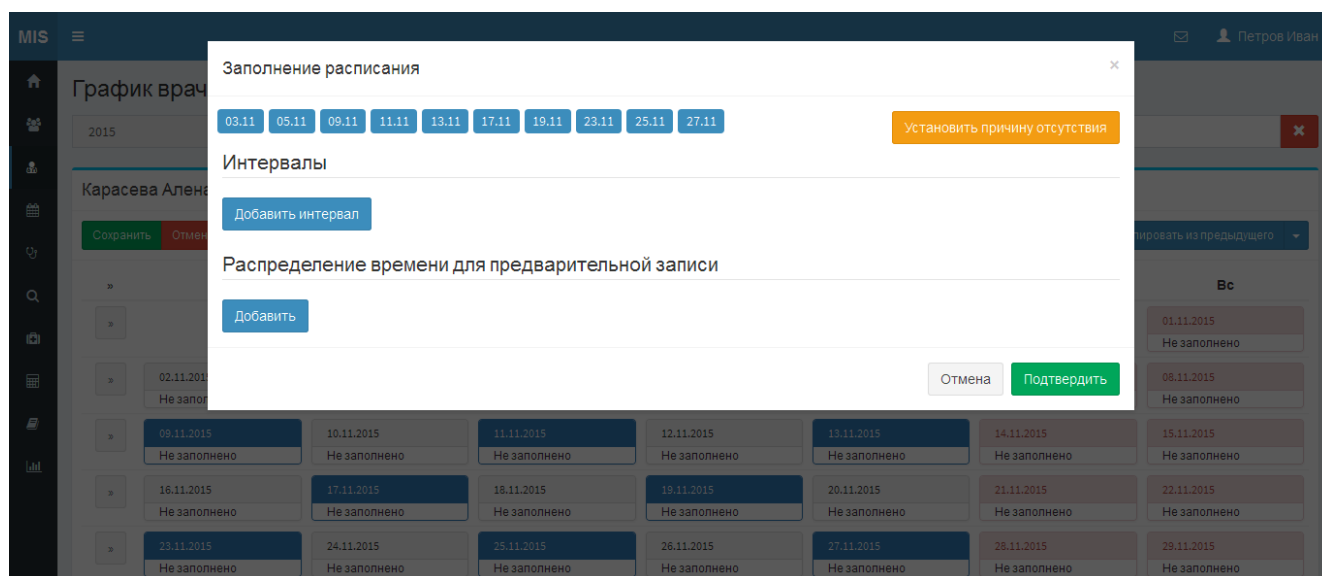 MIS
Петров Иван
График врач
2015
Карасева Алена
Сохранить Отмен
пировать из предыдущего
Заполнение расписания ×
03.11 05.11 09.11 11.11 13.11 17.11 19.11 23.11 25.11 27.11
Установить причину отсутствия
Интервалы
Добавить интервал
Распределение времени для предварительной записи
Добавить
Отмена Подтвердить
» Вс
» 01.11.2015
Не заполнено
» 02.11.201 08.11.2015
Не запол Не заполнено
» 09.11.2015 10.11.2015 11.11.2015 12.11.2015 13.11.2015 14.11.2015 15.11.2015
Не заполнено Не заполнено Не заполнено Не заполнено Не заполнено Не заполнено Не заполнено
» 16.11.2015 17.11.2015 18.11.2015 19.11.2015 20.11.2015 21.11.2015 22.11.2015
Не заполнено Не заполнено Не заполнено Не заполнено Не заполнено Не заполнено Не заполнено
» 23.11.2015 24.11.2015 25.11.2015 26.11.2015 27.11.2015 28.11.2015 29.11.2015
Не заполнено Не заполнено Не заполнено Не заполнено Не заполнено Не заполнено Не заполнено